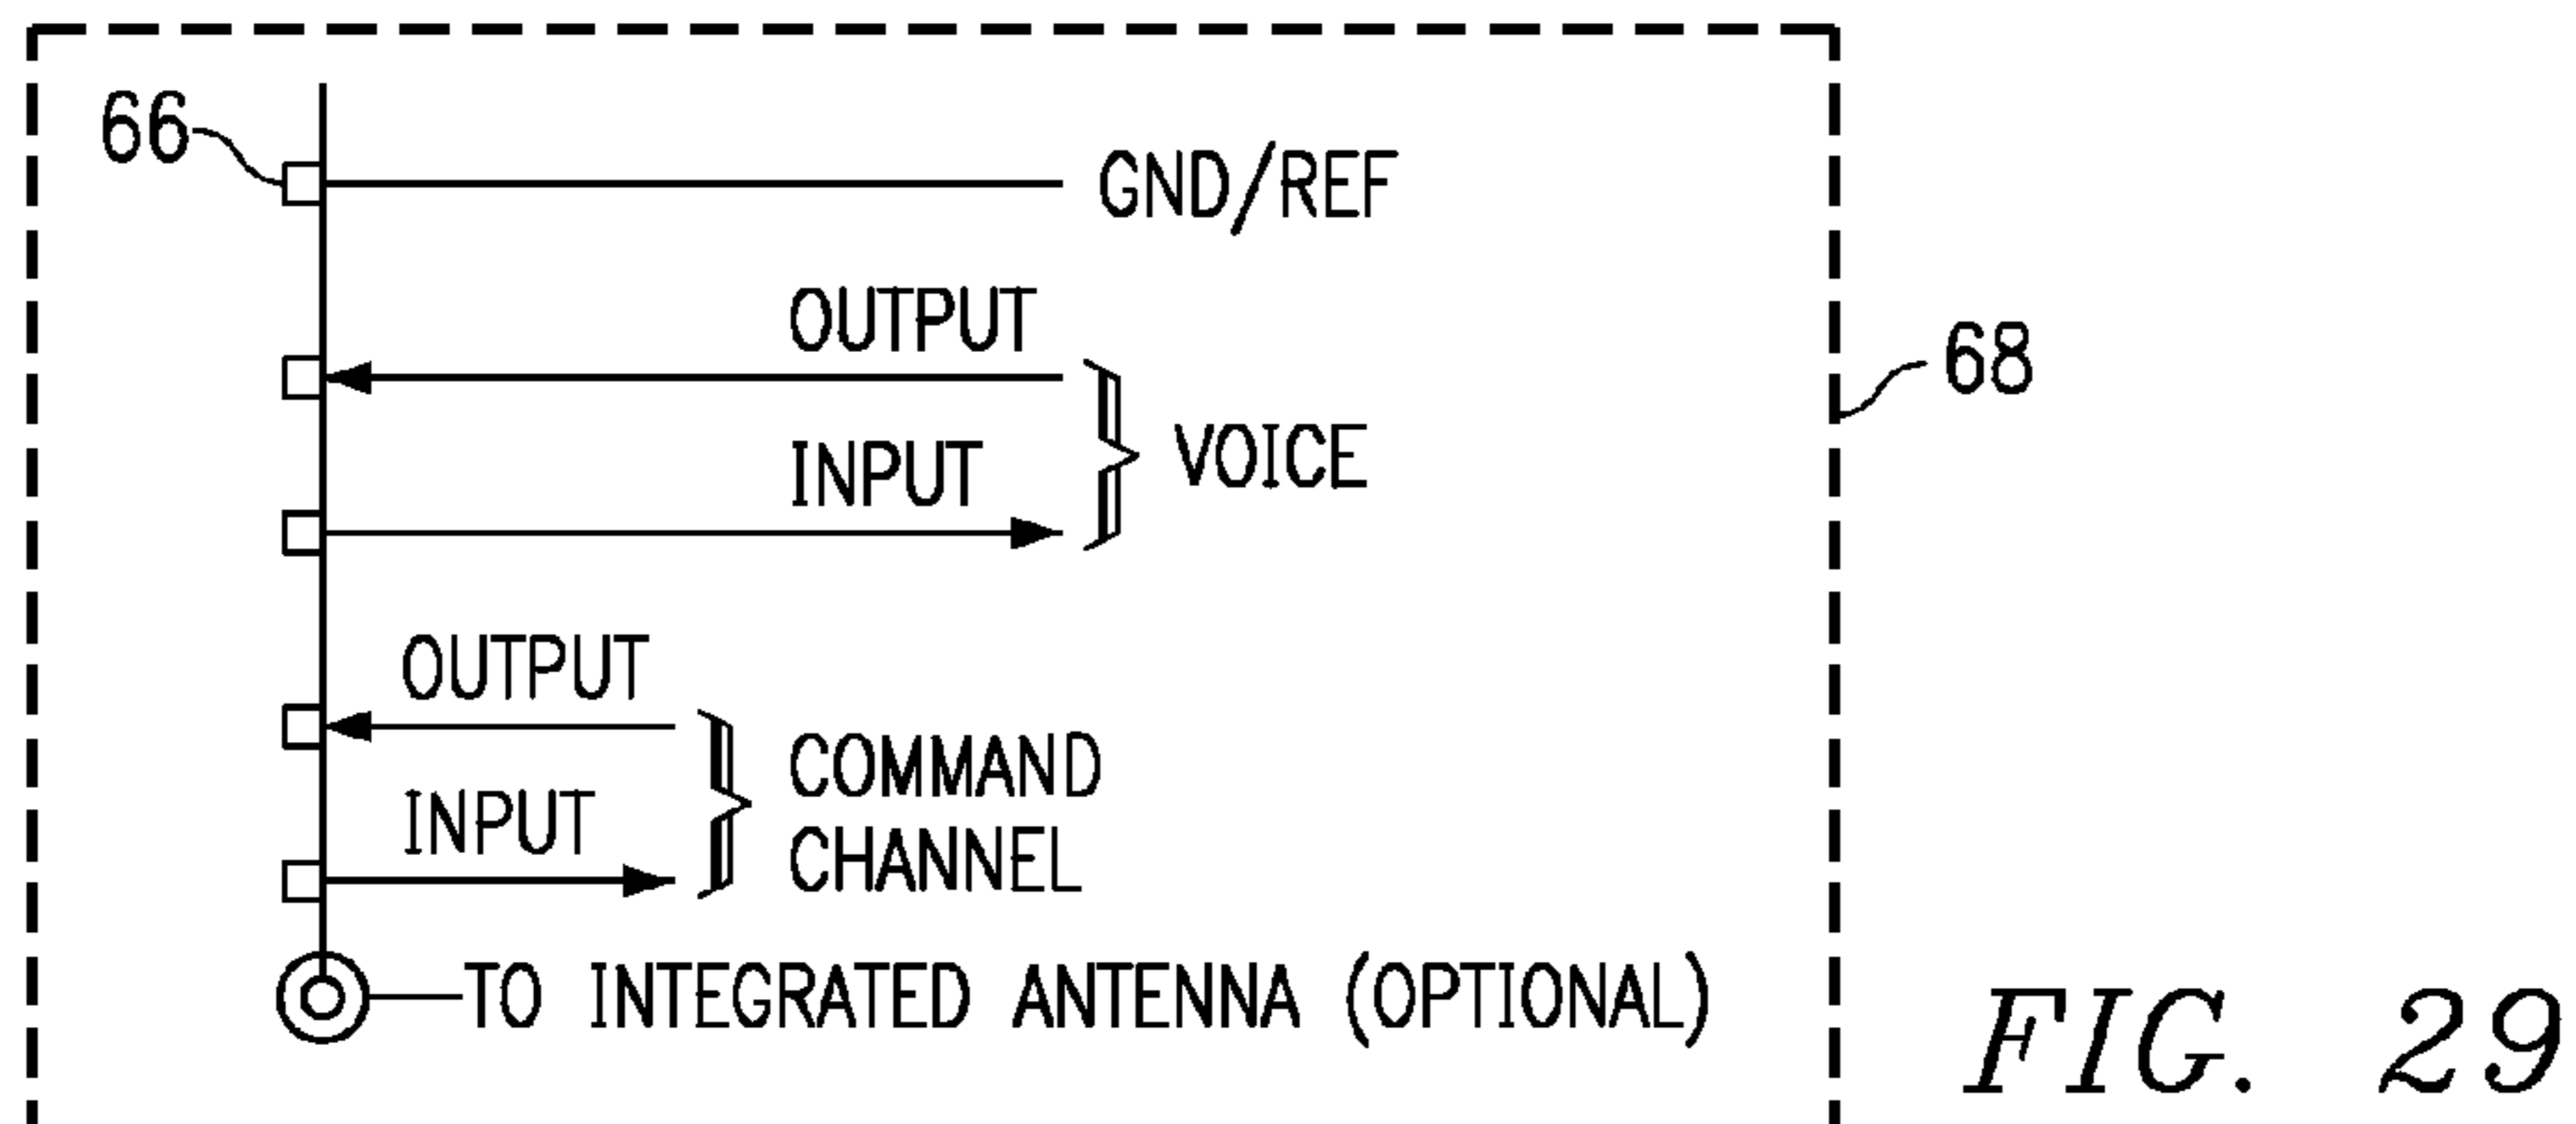 66
GND/REF
OUTPUT
68
VOICE
INPUT
OUTPUT
COMMAND
CHANNEL
INPUT
TO INTEGRATED ANTENNA (OPTIONAL)
FIG. 29